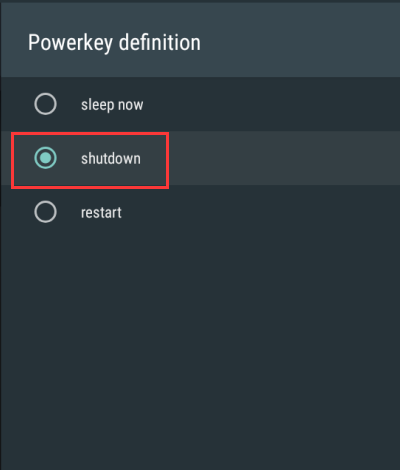 Powerkey definition
sleep now
shutdown
restart